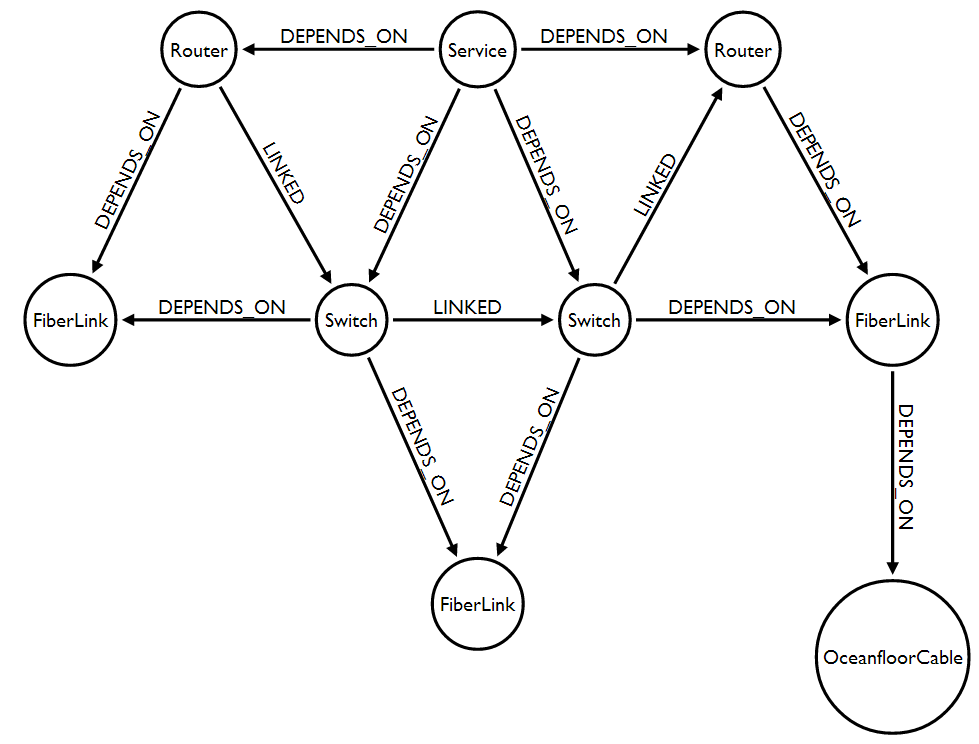 DEPENDS_ON
DEPENDS_ON
Router
Service
Router
DEPENDS_ON
LINKED
DEPENDS_ON
DEPENDS_ON
LINKED
DEPENDS_ON
DEPENDS_ON
LINKED
DEPENDS_ON
FiberLink
Switch
Switch
FiberLink
DEPENDS_ON
DEPENDS_ON
DEPENDS_ON
FiberLink
OceanfloorCable